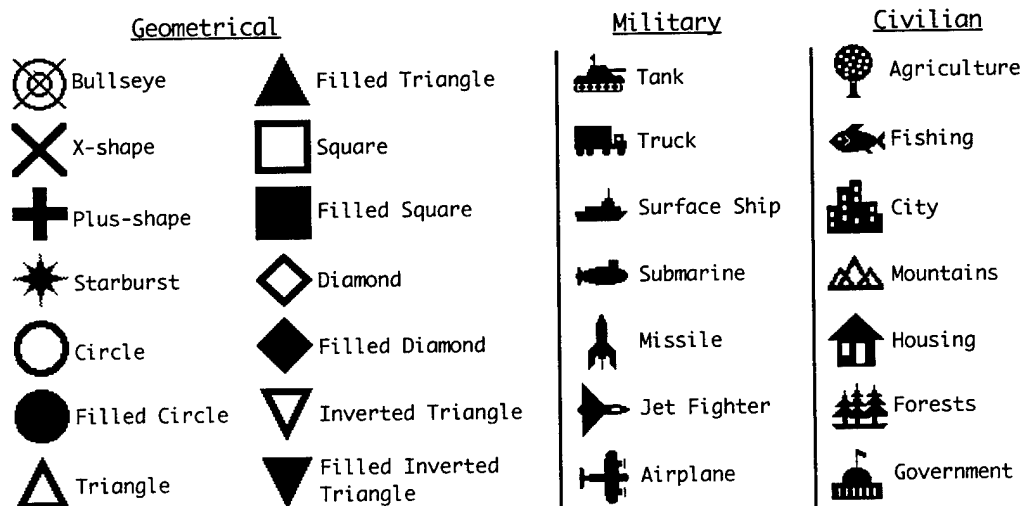 Geometrical
Bullseye
X-shape
Plus-shape
Starburst
Circle
Filled Circle
Triangle
Filled Triangle
Square
Filled Square
Diamond
Filled Diamond
Inverted Triangle
Filled Inverted
Triangle
Military
Tank
Truck
Surface Ship
Submarine
Missile
Jet Fighter
Airplane
Civilian
Agriculture
Fishing
City
Mountains
Housing
Forests
Government